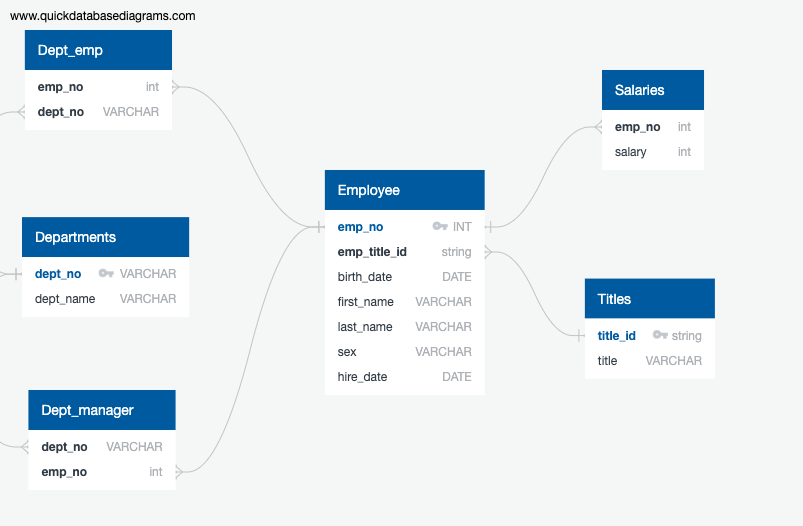 www.quickdatabasediagrams.com
Dept_emp
emp_no int
dept_no VARCHAR
Departments
dept_no VARCHAR
dept_name VARCHAR
Dept_manager
dept_no VARCHAR
emp_no int
Employee
emp_no INT
emp_title_id string
birth_date DATE
first_name VARCHAR
last_name VARCHAR
sex VARCHAR
hire_date DATE
Salaries
emp_no int
salary int
Titles
title_id string
title VARCHAR